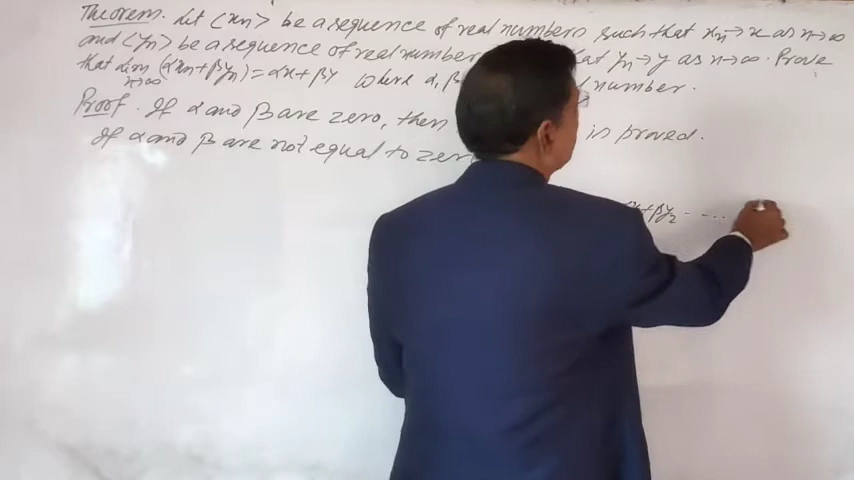 Theorem. Let <xn> be a sequence of real numbers such that xn→x as n→∞
and <yn> be a sequence of real number that yn→y as n→∞. Prove
that lim n→∞ (αxn+βyn)=αx+βy where α, β number.
Proof. If α and β are zero, then is proved.
If α and β are not equal to zero
+βy2 - - ...